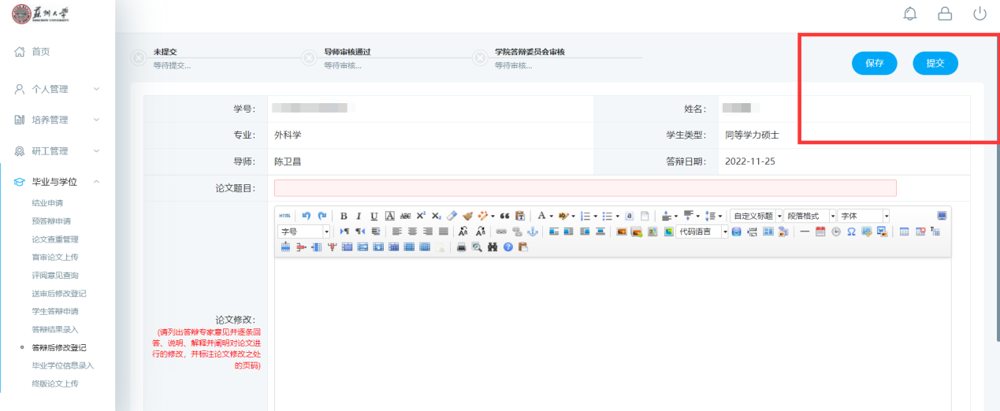 蘇州大學
SOOCHOW UNIVERSITY
首页
个人管理
培养管理
研工管理
毕业与学位
结业申请
预答辩申请
论文查重管理
盲审论文上传
评阅意见查询
送审后修改登记
学生答辩申请
答辩结果录入
答辩后修改登记
毕业学位信息录入
终版论文上传
未提交
等待提交...
导师审核通过
等待审核...
学院答辩委员会审核
等待审核...
保存
提交
学号：
姓名：
专业： 外科学
学生类型： 同等学力硕士
导师： 陈卫昌
答辩日期： 2022-11-25
论文题目：
HTML B I U A ABC X² X₂ A a 自定义标题 段落格式 字体
字号 代码语言
论文修改：
(请列出答辩专家意见并逐条回
答、说明、解释并阐明对论文进
行的修改，并标注论文修改之处
的页码)